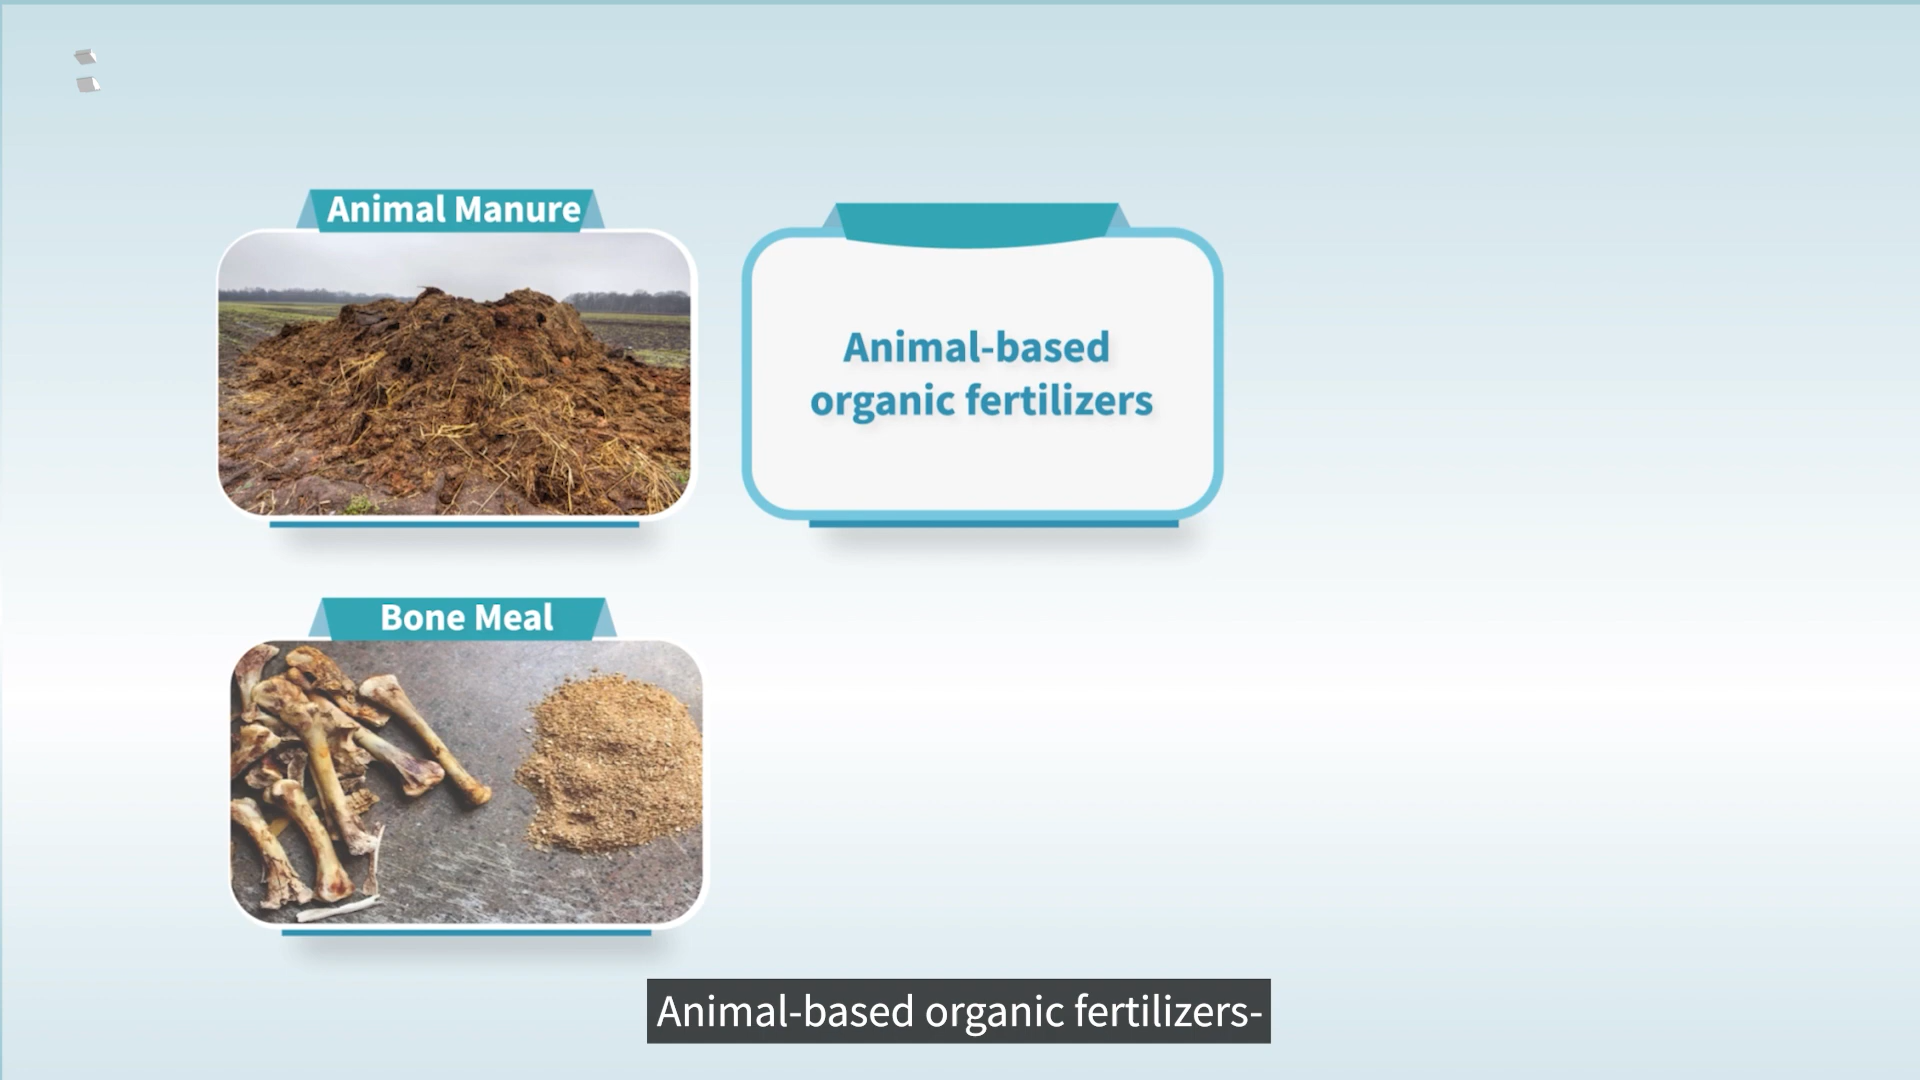 Animal Manure
Animal-based
organic fertilizers
Bone Meal
Animal-based organic fertilizers-